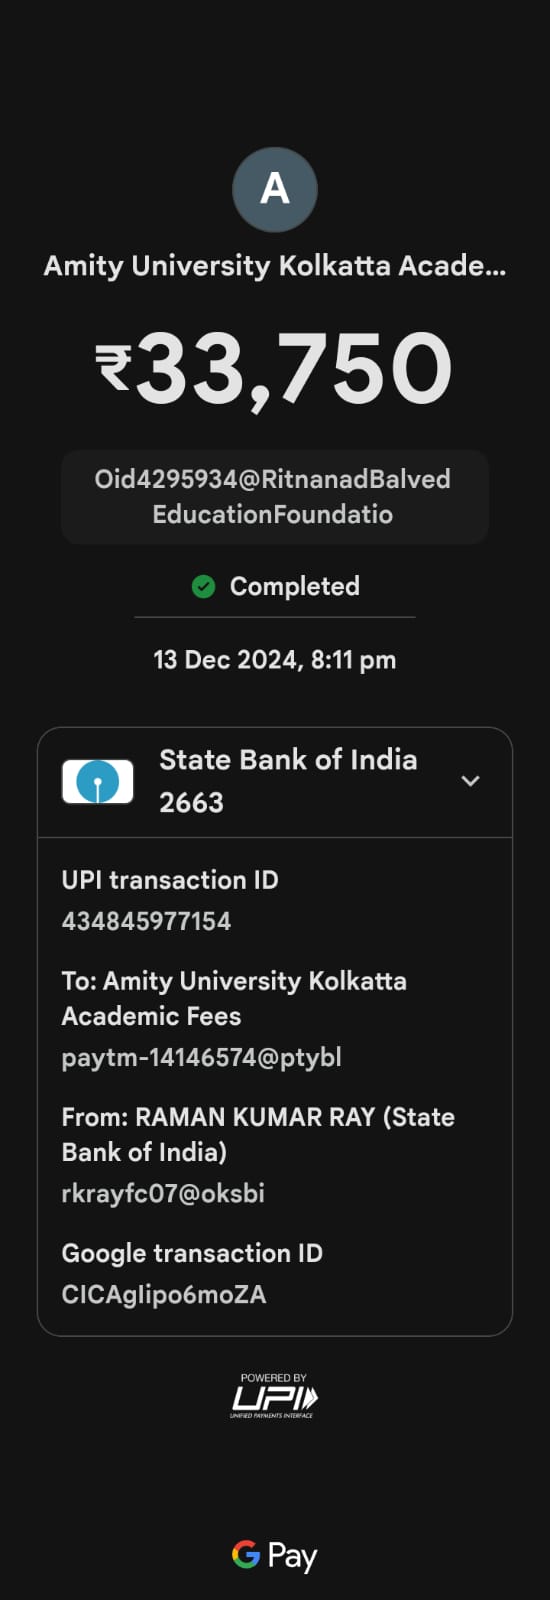 A
Amity University Kolkatta Acade...
₹33,750
Oid4295934@RitnanadBalved
EducationFoundatio
Completed
13 Dec 2024, 8:11 pm
State Bank of India
2663
UPI transaction ID
434845977154
To: Amity University Kolkatta
Academic Fees
paytm-14146574@ptybl
From: RAMAN KUMAR RAY (State
Bank of India)
rkrayfc07@oksbi
Google transaction ID
CICAgIipo6moZA
POWERED BY
UPI
UNIFIED PAYMENTS INTERFACE
G Pay